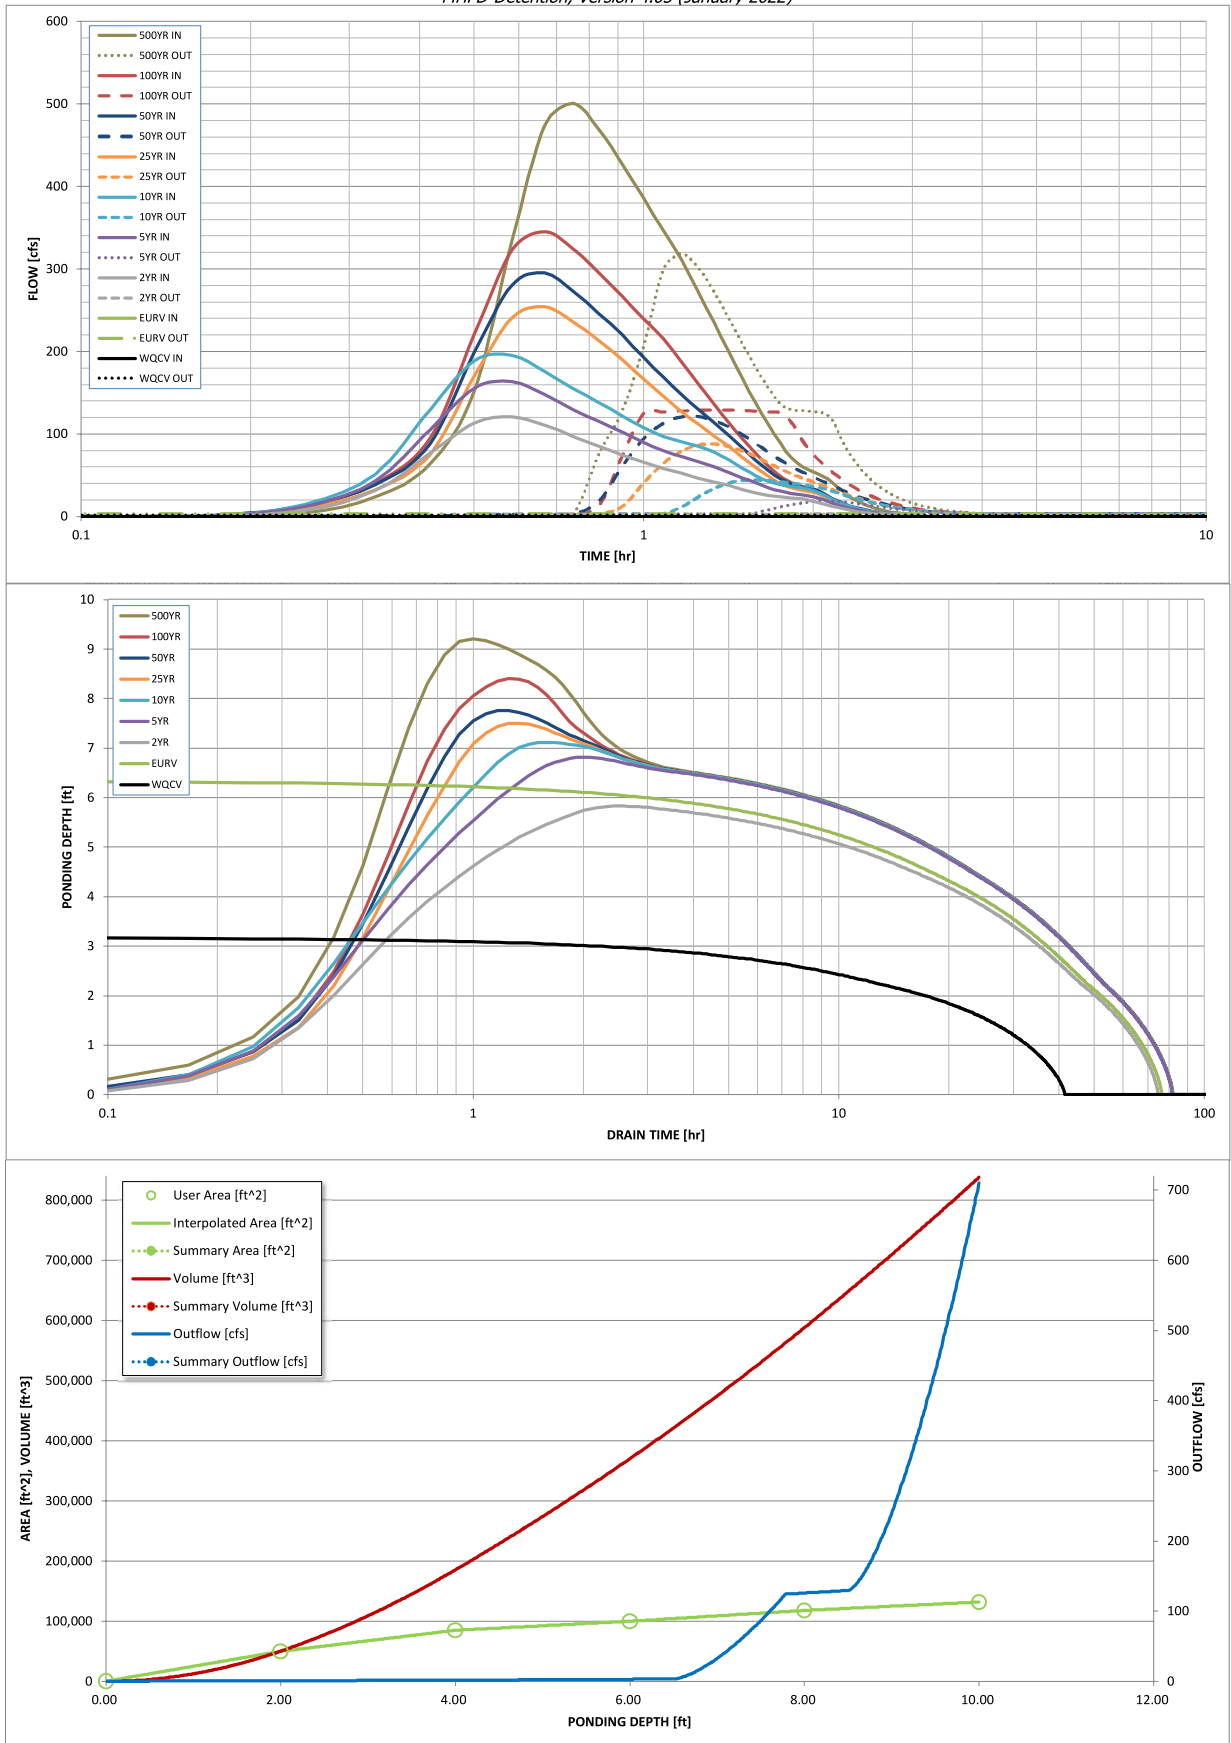 MHFD-Detention, Version 4.05 (January 2022)
600
500
400
300
200
100
0
FLOW [cfs]
500YR IN
500YR OUT
100YR IN
100YR OUT
50YR IN
50YR OUT
25YR IN
25YR OUT
10YR IN
10YR OUT
5YR IN
5YR OUT
2YR IN
2YR OUT
EURV IN
EURV OUT
WQCV IN
WQCV OUT
0.1
1
10
TIME [hr]
10
9
8
7
6
5
4
3
2
1
0
PONDING DEPTH [ft]
500YR
100YR
50YR
25YR
10YR
5YR
2YR
EURV
WQCV
0.1
1
10
100
DRAIN TIME [hr]
800,000
700,000
600,000
500,000
400,000
300,000
200,000
100,000
0
AREA [ft^2], VOLUME [ft^3]
User Area [ft^2]
Interpolated Area [ft^2]
Summary Area [ft^2]
Volume [ft^3]
Summary Volume [ft^3]
Outflow [cfs]
Summary Outflow [cfs]
700
600
500
400
300
200
100
0
OUTFLOW [cfs]
0.00
2.00
4.00
6.00
8.00
10.00
12.00
PONDING DEPTH [ft]